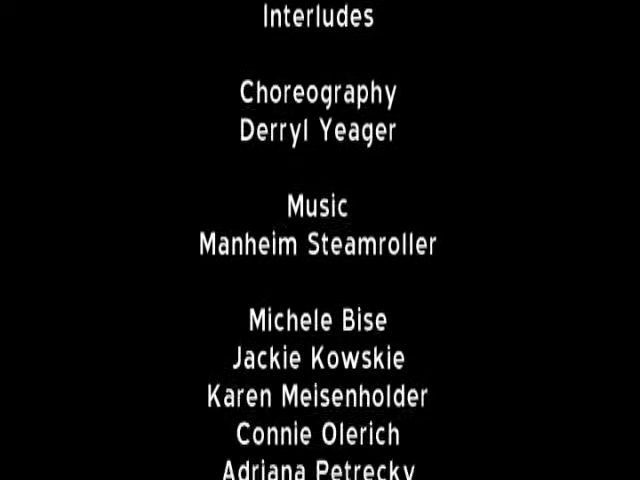 Interludes
Choreography
Derryl Yeager
Music
Manheim Steamroller
Michele Bise
Jackie Kowskie
Karen Meisenholder
Connie Olerich
Adriana Petrecky